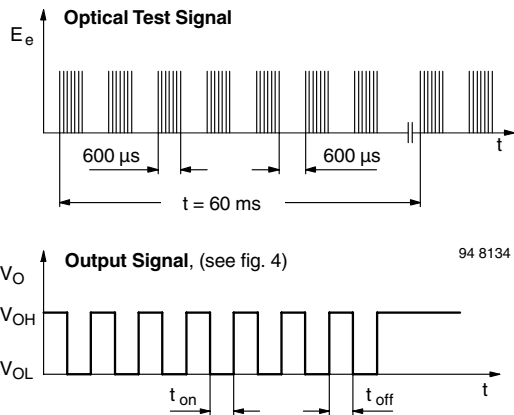 Optical Test Signal
E e
600 µs 600 µs
t
t = 60 ms
94 8134
Output Signal, (see fig. 4)
V O
V OH
V OL
t
t on t off